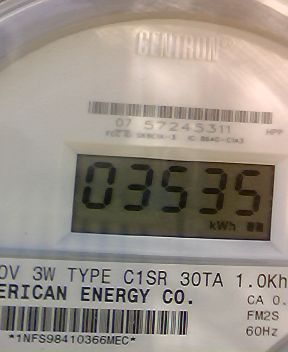 CENTRON
07 57245311
HPP
03535
kWh
0V 3W TYPE C1SR 30TA 1.0Kh
ERICAN ENERGY CO.
CA 0.
FM2S
60Hz
*1NFS98410366MEC*